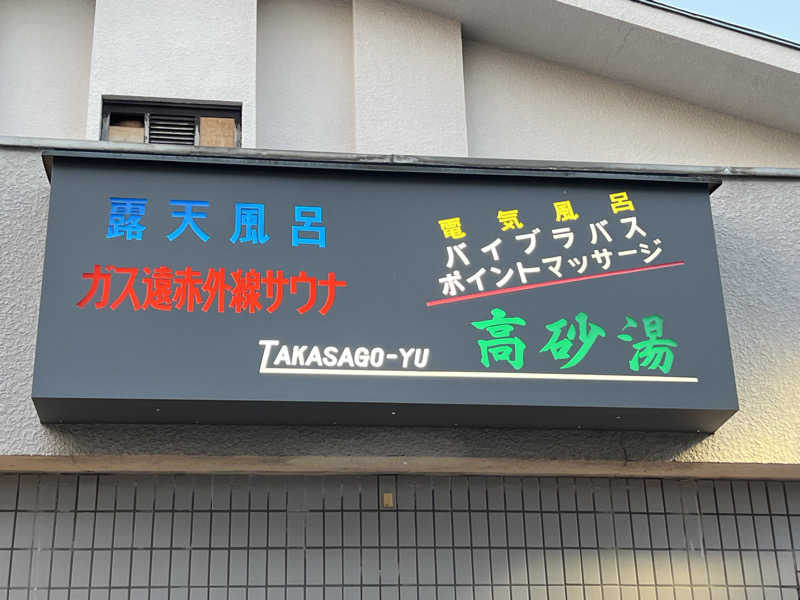 露天風呂
ガス遠赤外線サウナ
電気風呂
バイブラバス
ポイントマッサージ
高砂湯
TAKASAGO-YU